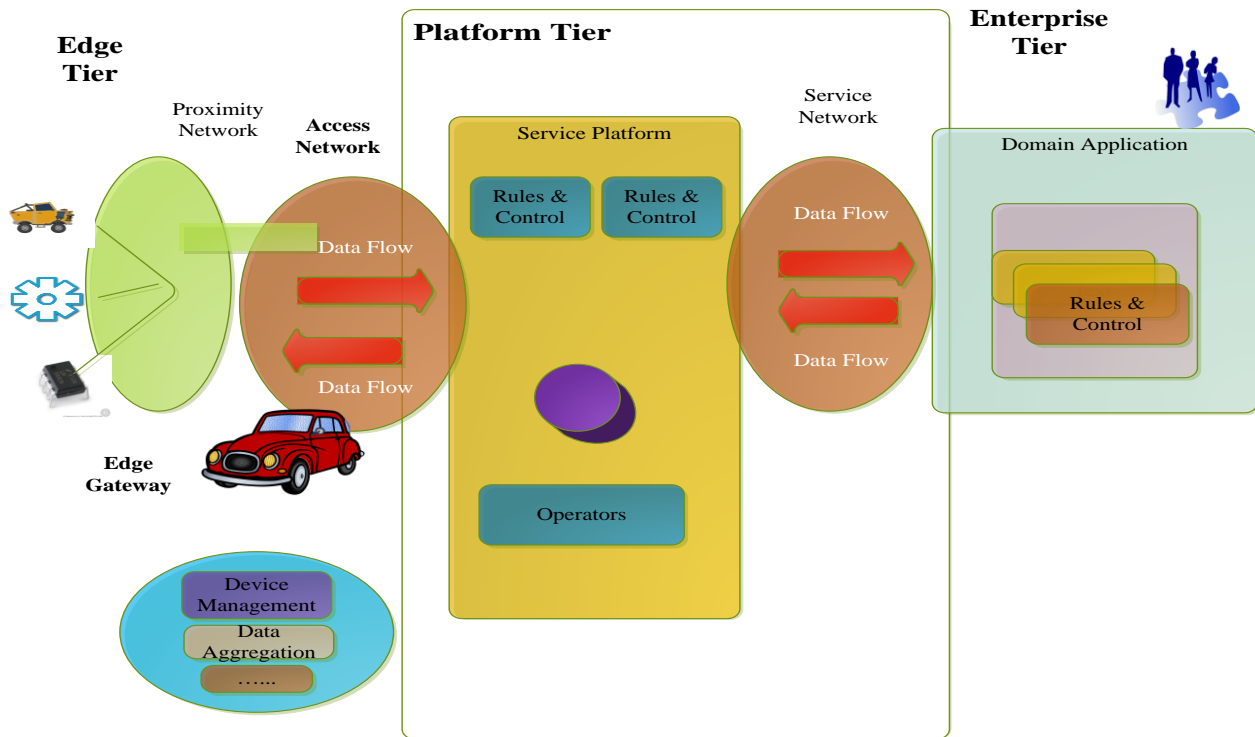 Edge
Tier
Platform Tier
Enterprise
Tier
Proximity
Network
Access
Network
Service
Network
Service Platform
Domain Application
Rules &
Control
Rules &
Control
Data Flow
Data Flow
Data Flow
Data Flow
Rules &
Control
Edge
Gateway
Operators
Device
Management
Data
Aggregation
…...